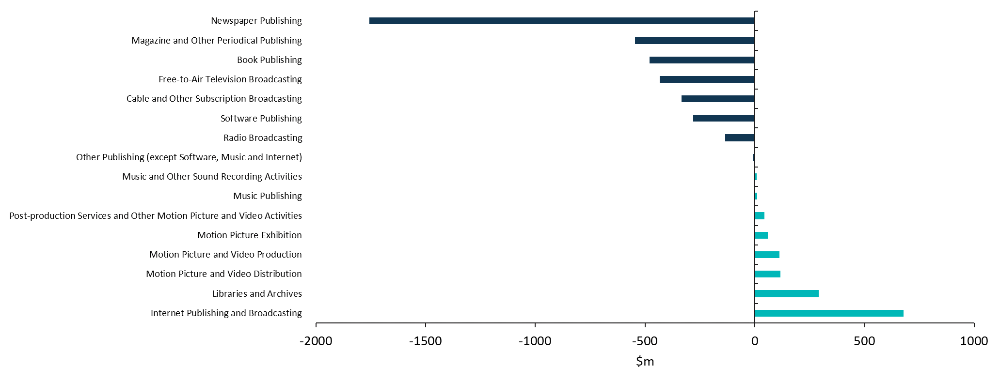 Newspaper Publishing
Magazine and Other Periodical Publishing
Book Publishing
Free-to-Air Television Broadcasting
Cable and Other Subscription Broadcasting
Software Publishing
Radio Broadcasting
Other Publishing (except Software, Music and Internet)
Music and Other Sound Recording Activities
Music Publishing
Post-production Services and Other Motion Picture and Video Activities
Motion Picture Exhibition
Motion Picture and Video Production
Motion Picture and Video Distribution
Libraries and Archives
Internet Publishing and Broadcasting
-2000 -1500 -1000 -500 0 500 1000
$m